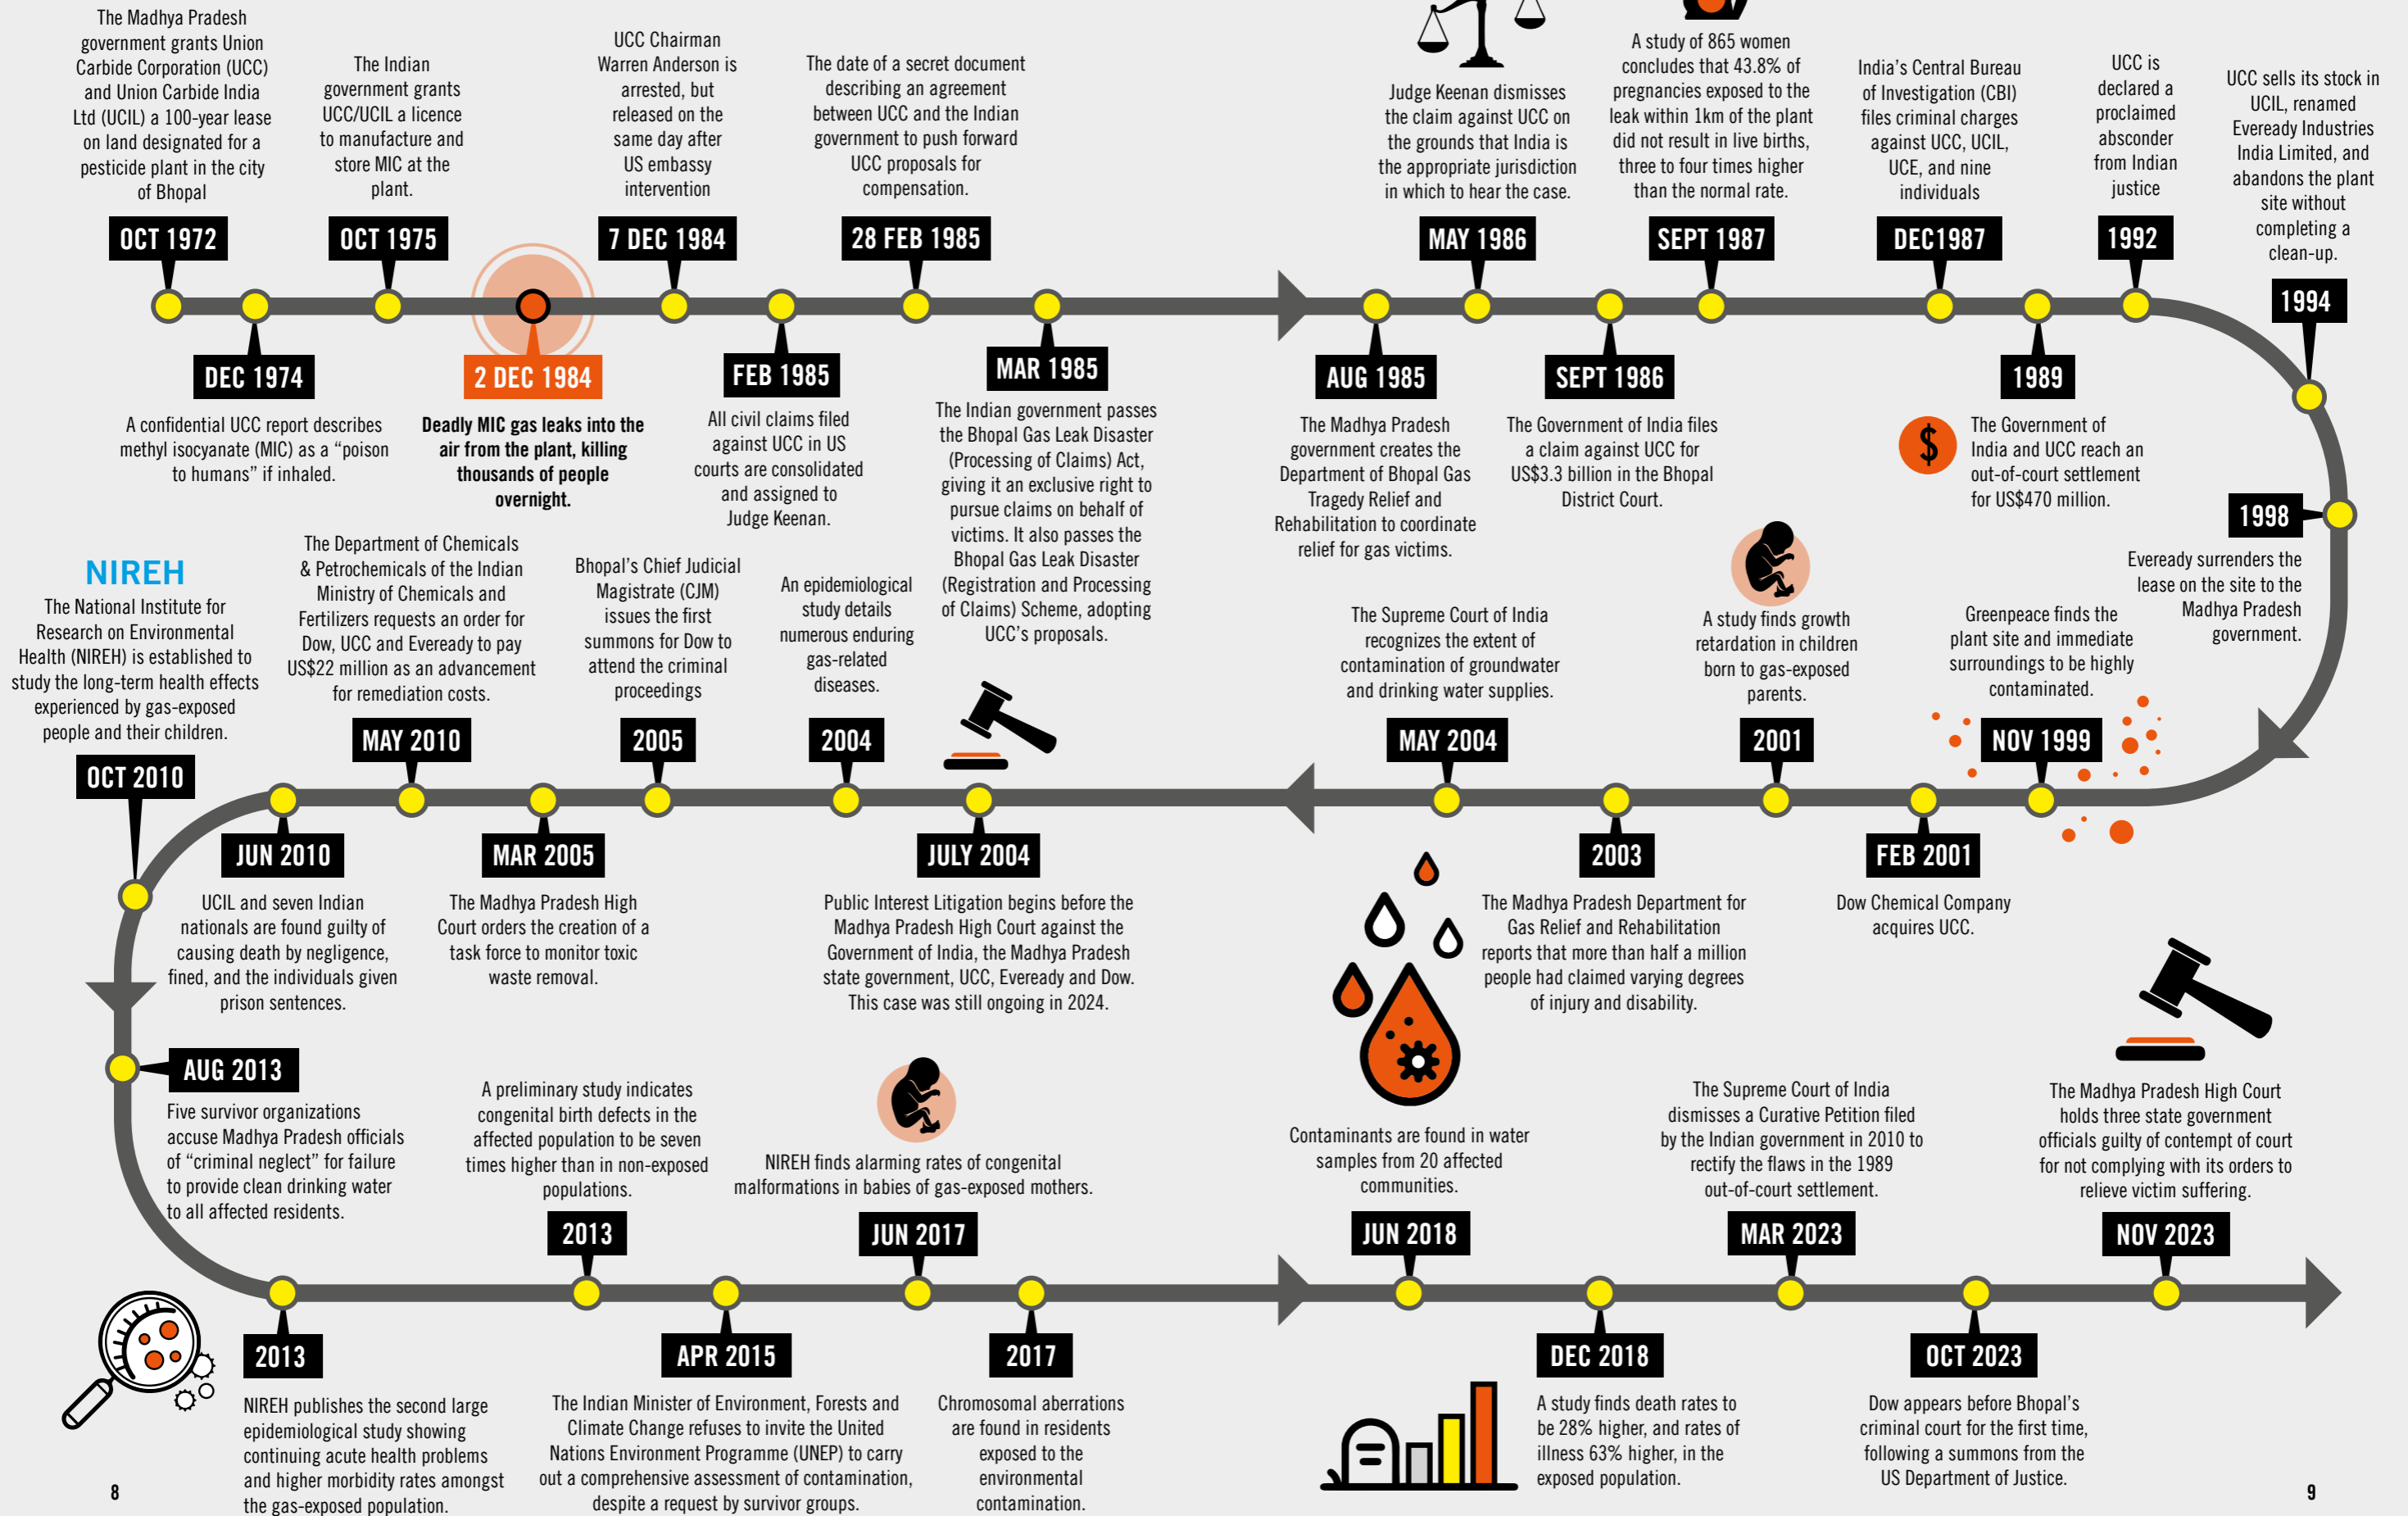 The Madhya Pradesh
government grants Union
Carbide Corporation (UCC)
and Union Carbide India
Ltd (UCIL) a 100-year lease
on land designated for a
pesticide plant in the city
of Bhopal
OCT 1972
DEC 1974
A confidential UCC report describes
methyl isocyanate (MIC) as a “poison
to humans” if inhaled.
The Indian
government grants
UCC/UCIL a licence
to manufacture and
store MIC at the
plant.
OCT 1975
2 DEC 1984
Deadly MIC gas leaks into the
air from the plant, killing
thousands of people
overnight.
UCC Chairman
Warren Anderson is
arrested, but
released on the
same day after
US embassy
intervention
7 DEC 1984
FEB 1985
All civil claims filed
against UCC in US
courts are consolidated
and assigned to
Judge Keenan.
The date of a secret document
describing an agreement
between UCC and the Indian
government to push forward
UCC proposals for
compensation.
28 FEB 1985
MAR 1985
The Indian government passes
the Bhopal Gas Leak Disaster
(Processing of Claims) Act,
giving it an exclusive right to
pursue claims on behalf of
victims. It also passes the
Bhopal Gas Leak Disaster
(Registration and Processing
of Claims) Scheme, adopting
UCC’s proposals.
AUG 1985
The Madhya Pradesh
government creates the
Department of Bhopal Gas
Tragedy Relief and
Rehabilitation to coordinate
relief for gas victims.
Judge Keenan dismisses
the claim against UCC on
the grounds that India is
the appropriate jurisdiction
in which to hear the case.
MAY 1986
SEPT 1986
The Government of India files
a claim against UCC for
US$3.3 billion in the Bhopal
District Court.
A study of 865 women
concludes that 43.8% of
pregnancies exposed to the
leak within 1km of the plant
did not result in live births,
three to four times higher
than the normal rate.
SEPT 1987
India’s Central Bureau
of Investigation (CBI)
files criminal charges
against UCC, UCIL,
UCE, and nine
individuals
DEC1987
1989
$
The Government of
India and UCC reach an
out-of-court settlement
for US$470 million.
UCC is
declared a
proclaimed
absconder
from Indian
justice
1992
UCC sells its stock in
UCIL, renamed
Eveready Industries
India Limited, and
abandons the plant
site without
completing a
clean-up.
1994
1998
Eveready surrenders the
lease on the site to the
Madhya Pradesh
government.
Greenpeace finds the
plant site and immediate
surroundings to be highly
contaminated.
NOV 1999
FEB 2001
Dow Chemical Company
acquires UCC.
A study finds growth
retardation in children
born to gas-exposed
parents.
2001
2003
The Madhya Pradesh Department for
Gas Relief and Rehabilitation
reports that more than half a million
people had claimed varying degrees
of injury and disability.
The Supreme Court of India
recognizes the extent of
contamination of groundwater
and drinking water supplies.
MAY 2004
JULY 2004
Public Interest Litigation begins before the
Madhya Pradesh High Court against the
Government of India, the Madhya Pradesh
state government, UCC, Eveready and Dow.
This case was still ongoing in 2024.
An epidemiological
study details
numerous enduring
gas-related
diseases.
2004
Bhopal’s Chief Judicial
Magistrate (CJM)
issues the first
summons for Dow to
attend the criminal
proceedings
2005
MAR 2005
The Madhya Pradesh High
Court orders the creation of a
task force to monitor toxic
waste removal.
The Department of Chemicals
& Petrochemicals of the Indian
Ministry of Chemicals and
Fertilizers requests an order for
Dow, UCC and Eveready to pay
US$22 million as an advancement
for remediation costs.
MAY 2010
JUN 2010
UCIL and seven Indian
nationals are found guilty of
causing death by negligence,
fined, and the individuals given
prison sentences.
NIREH
The National Institute for
Research on Environmental
Health (NIREH) is established to
study the long-term health effects
experienced by gas-exposed
people and their children.
OCT 2010
AUG 2013
Five survivor organizations
accuse Madhya Pradesh officials
of “criminal neglect” for failure
to provide clean drinking water
to all affected residents.
2013
NIREH publishes the second large
epidemiological study showing
continuing acute health problems
and higher morbidity rates amongst
the gas-exposed population.
A preliminary study indicates
congenital birth defects in the
affected population to be seven
times higher than in non-exposed
populations.
2013
APR 2015
The Indian Minister of Environment, Forests and
Climate Change refuses to invite the United
Nations Environment Programme (UNEP) to carry
out a comprehensive assessment of contamination,
despite a request by survivor groups.
NIREH finds alarming rates of congenital
malformations in babies of gas-exposed mothers.
JUN 2017
2017
Chromosomal aberrations
are found in residents
exposed to the
environmental
contamination.
Contaminants are found in water
samples from 20 affected
communities.
JUN 2018
DEC 2018
A study finds death rates to
be 28% higher, and rates of
illness 63% higher, in the
exposed population.
The Supreme Court of India
dismisses a Curative Petition filed
by the Indian government in 2010 to
rectify the flaws in the 1989
out-of-court settlement.
MAR 2023
OCT 2023
Dow appears before Bhopal’s
criminal court for the first time,
following a summons from the
US Department of Justice.
The Madhya Pradesh High Court
holds three state government
officials guilty of contempt of court
for not complying with its orders to
relieve victim suffering.
NOV 2023
8
9